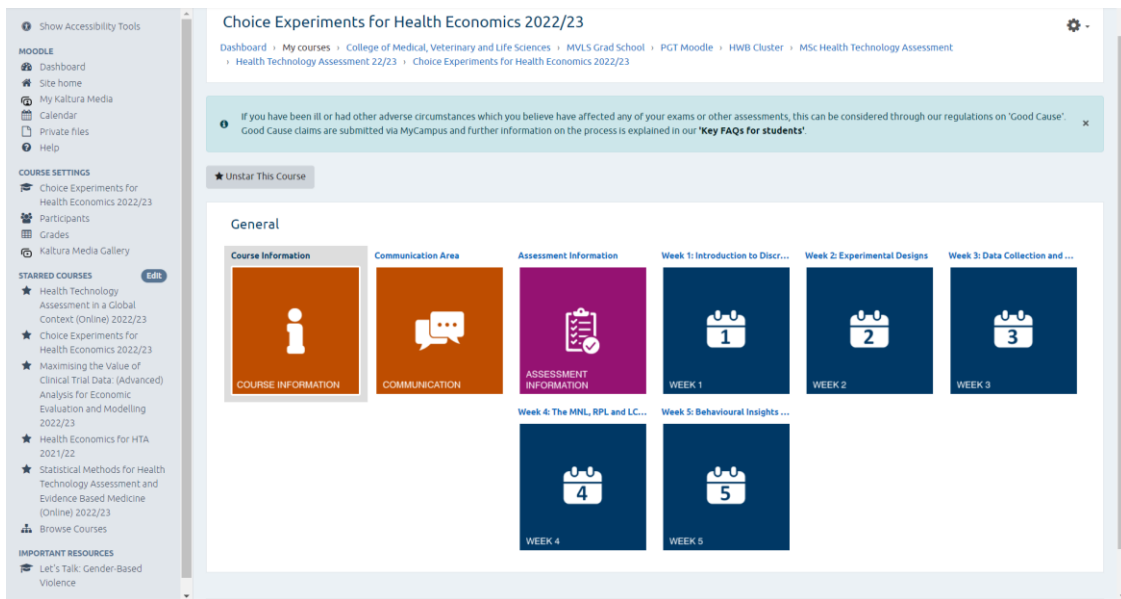 Show Accessibility Tools
MOODLE
Dashboard
Site home
My Kaltura Media
Calendar
Private files
Help
COURSE SETTINGS
Choice Experiments for
Health Economics 2022/23
Participants
Grades
Kaltura Media Gallery
STARRED COURSES
Edit
Health Technology
Assessment in a Global
Context (Online) 2022/23
Choice Experiments for
Health Economics 2022/23
Maximising the Value of
Clinical Trial Data: (Advanced)
Analysis for Economic
Evaluation and Modelling
2022/23
Health Economics for HTA
2021/22
Statistical Methods for Health
Technology Assessment and
Evidence Based Medicine
(Online) 2022/23
Browse Courses
IMPORTANT RESOURCES
Let's Talk: Gender-Based
Violence
Choice Experiments for Health Economics 2022/23
Dashboard › My courses › College of Medical, Veterinary and Life Sciences › MVLS Grad School › PGT Moodle › HWB Cluster › MSc Health Technology Assessment
› Health Technology Assessment 22/23 › Choice Experiments for Health Economics 2022/23
If you have been ill or had other adverse circumstances which you believe have affected any of your exams or other assessments, this can be considered through our regulations on 'Good Cause'.
Good Cause claims are submitted via MyCampus and further information on the process is explained in our 'Key FAQs for students'.
Unstar This Course
General
Course Information
COURSE INFORMATION
Communication Area
COMMUNICATION
Assessment Information
ASSESSMENT
INFORMATION
Week 1: Introduction to Discr...
1
WEEK 1
Week 2: Experimental Designs
2
WEEK 2
Week 3: Data Collection and ...
3
WEEK 3
Week 4: The MNL, RPL and LC...
4
WEEK 4
Week 5: Behavioural Insights ...
5
WEEK 5